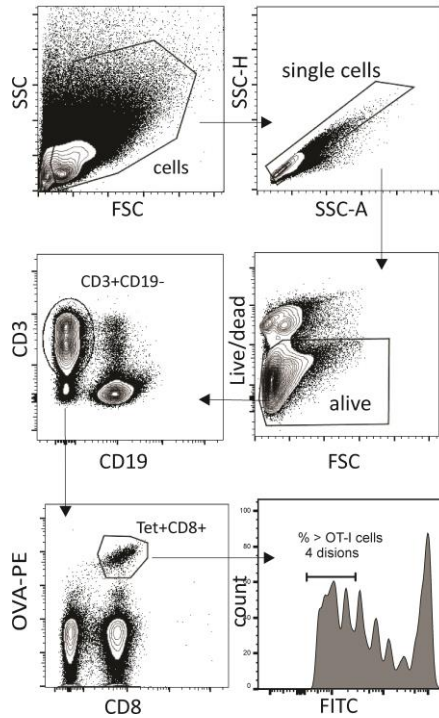 SSC
cells
FSC
SSC-H
single cells
SSC-A
CD3
CD3+CD19-
CD19
Live/dead
alive
FSC
OVA-PE
Tet+CD8+
CD8
count
100
80
60
40
20
0
% > OT-I cells
4 disions
FITC